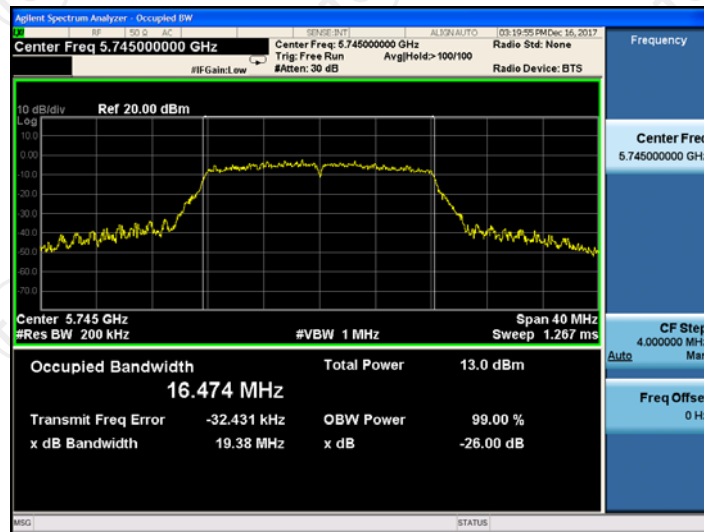 Agilent Spectrum Analyzer - Occupied BW
RF 50 Ω AC SENSE:INT ALIGN AUTO 03:19:55 PM Dec 16, 2017
Center Freq 5.745000000 GHz
Center Freq: 5.745000000 GHz
Radio Std: None
Trig: Free Run
Avg|Hold:> 100/100
#IFGain:Low
#Atten: 30 dB
Radio Device: BTS
Frequency
10 dB/div Ref 20.00 dBm
Log
10.0
0.00
-10.0
-20.0
-30.0
-40.0
-50.0
-60.0
-70.0
Center Freq
5.745000000 GHz
Center 5.745 GHz
Span 40 MHz
#Res BW 200 kHz
#VBW 1 MHz
Sweep 1.267 ms
CF Step
4.000000 MHz
Auto Man
Occupied Bandwidth
16.474 MHz
Total Power 13.0 dBm
Transmit Freq Error -32.431 kHz
OBW Power 99.00 %
x dB Bandwidth 19.38 MHz
x dB -26.00 dB
Freq Offse
0 H
MSG
STATUS